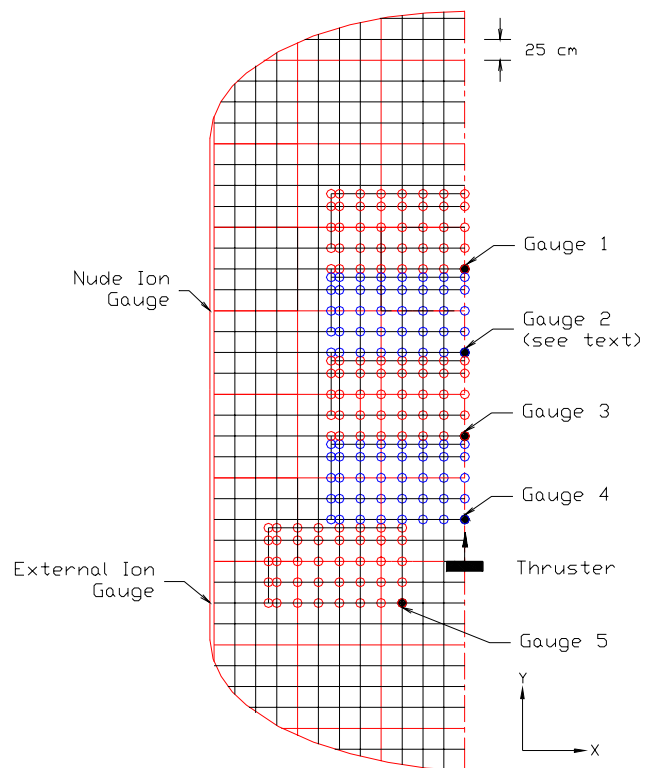 25 cm
Gauge 1
Nude Ion
Gauge
Gauge 2
(see text)
Gauge 3
Gauge 4
External Ion
Gauge
Thruster
Gauge 5
Y
X